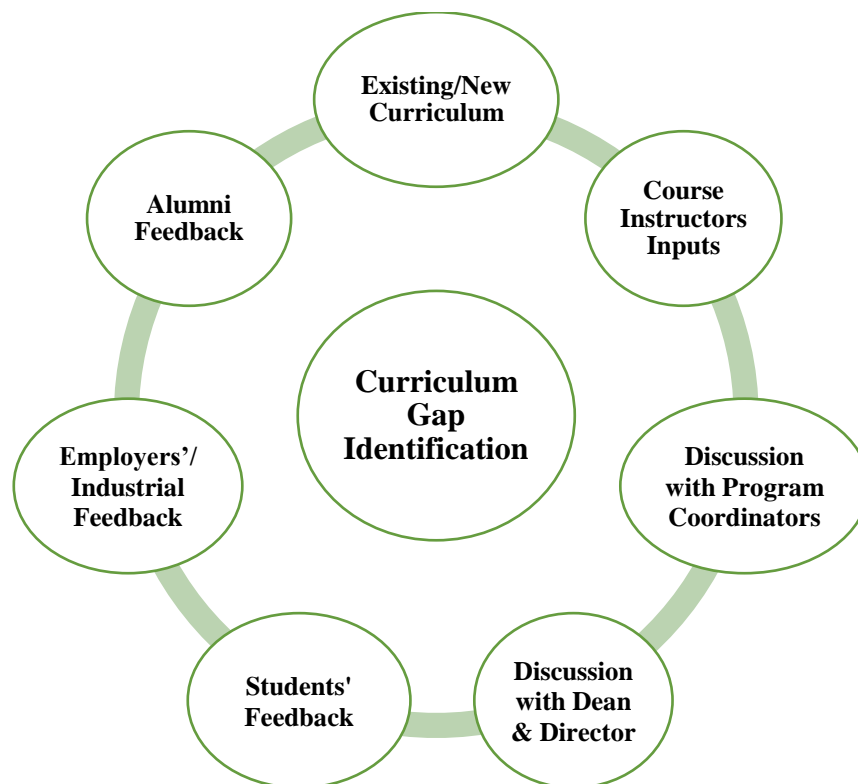 Existing/New
Curriculum
Course
Instructors
Inputs
Discussion
with Program
Coordinators
Discussion
with Dean
& Director
Students'
Feedback
Employers’/
Industrial
Feedback
Alumni
Feedback
Curriculum
Gap
Identification